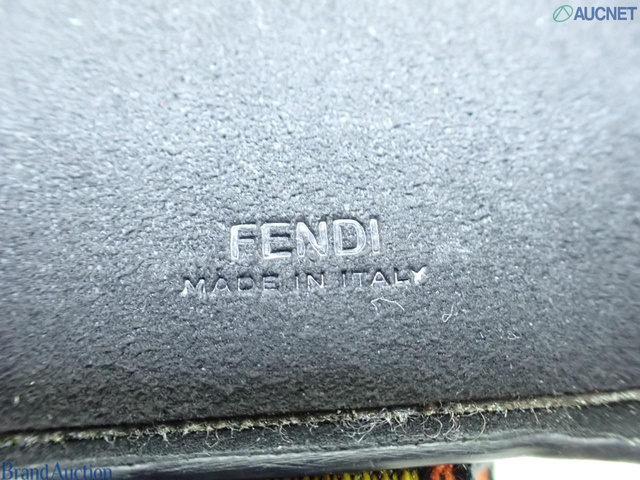 AUCNET
FENDI
MADE IN ITALY
Brand Auction